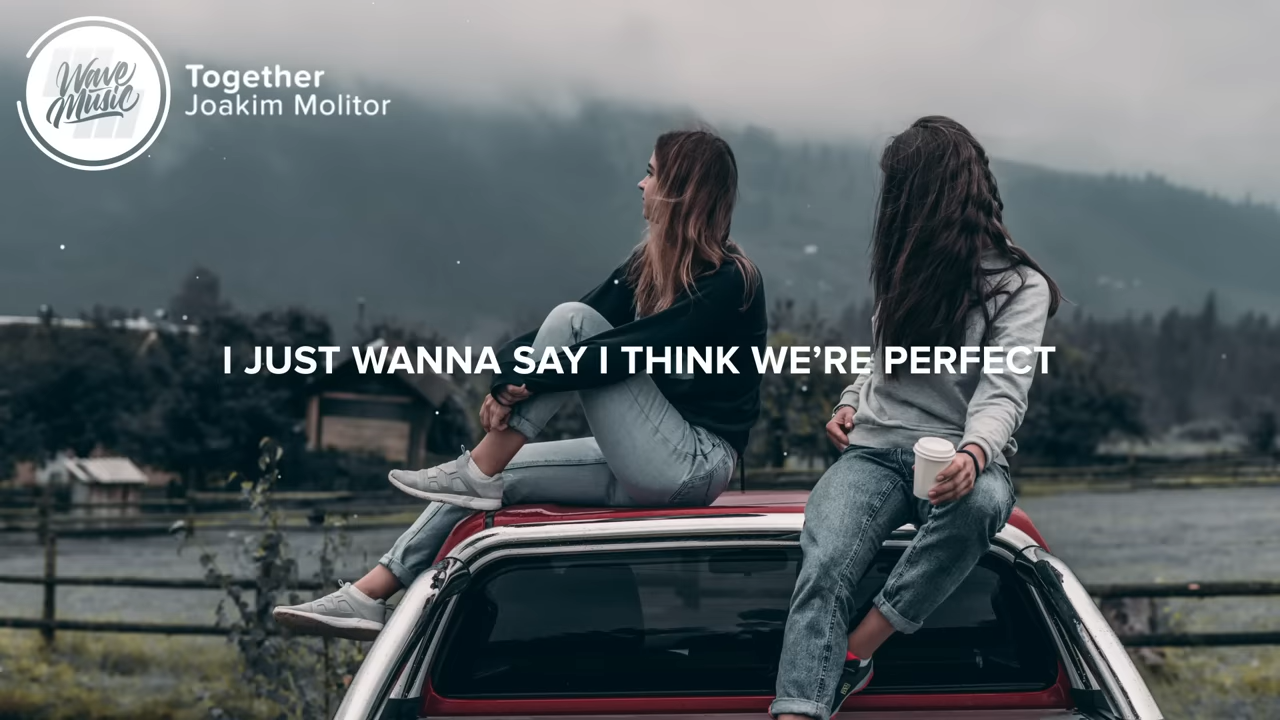 Wave
Music
Together
Joakim Molitor
I JUST WANNA SAY I THINK WE’RE PERFECT